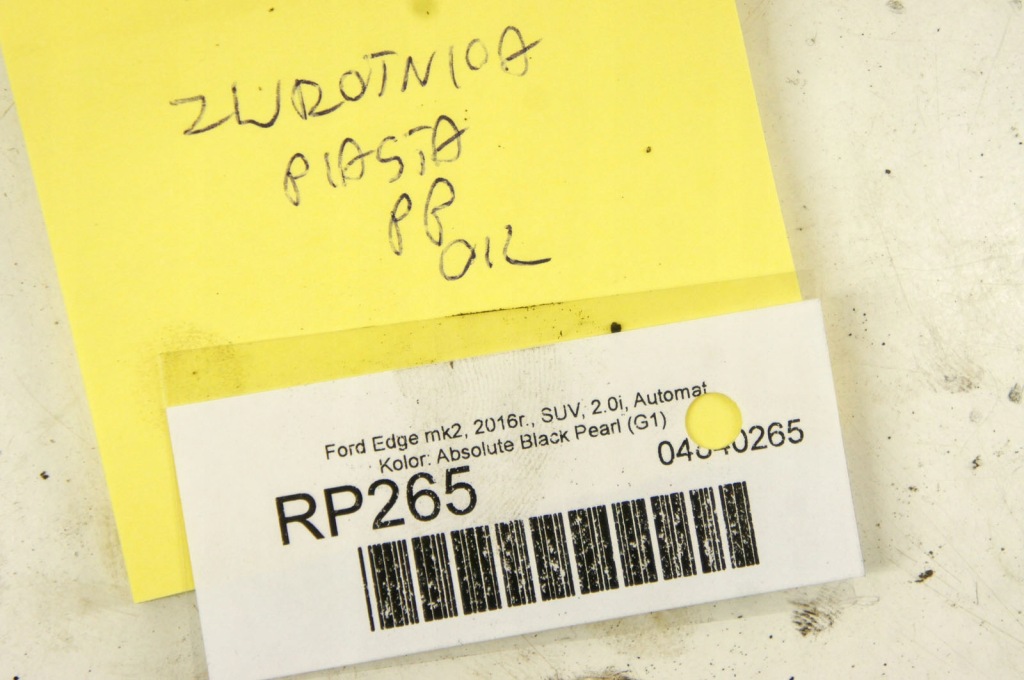 ZWROTNICA
PIASTA
PP
OIL
Ford Edge mk2, 2016r., SUV, 2.0i, Automat
Kolor: Absolute Black Pearl (G1)
RP265